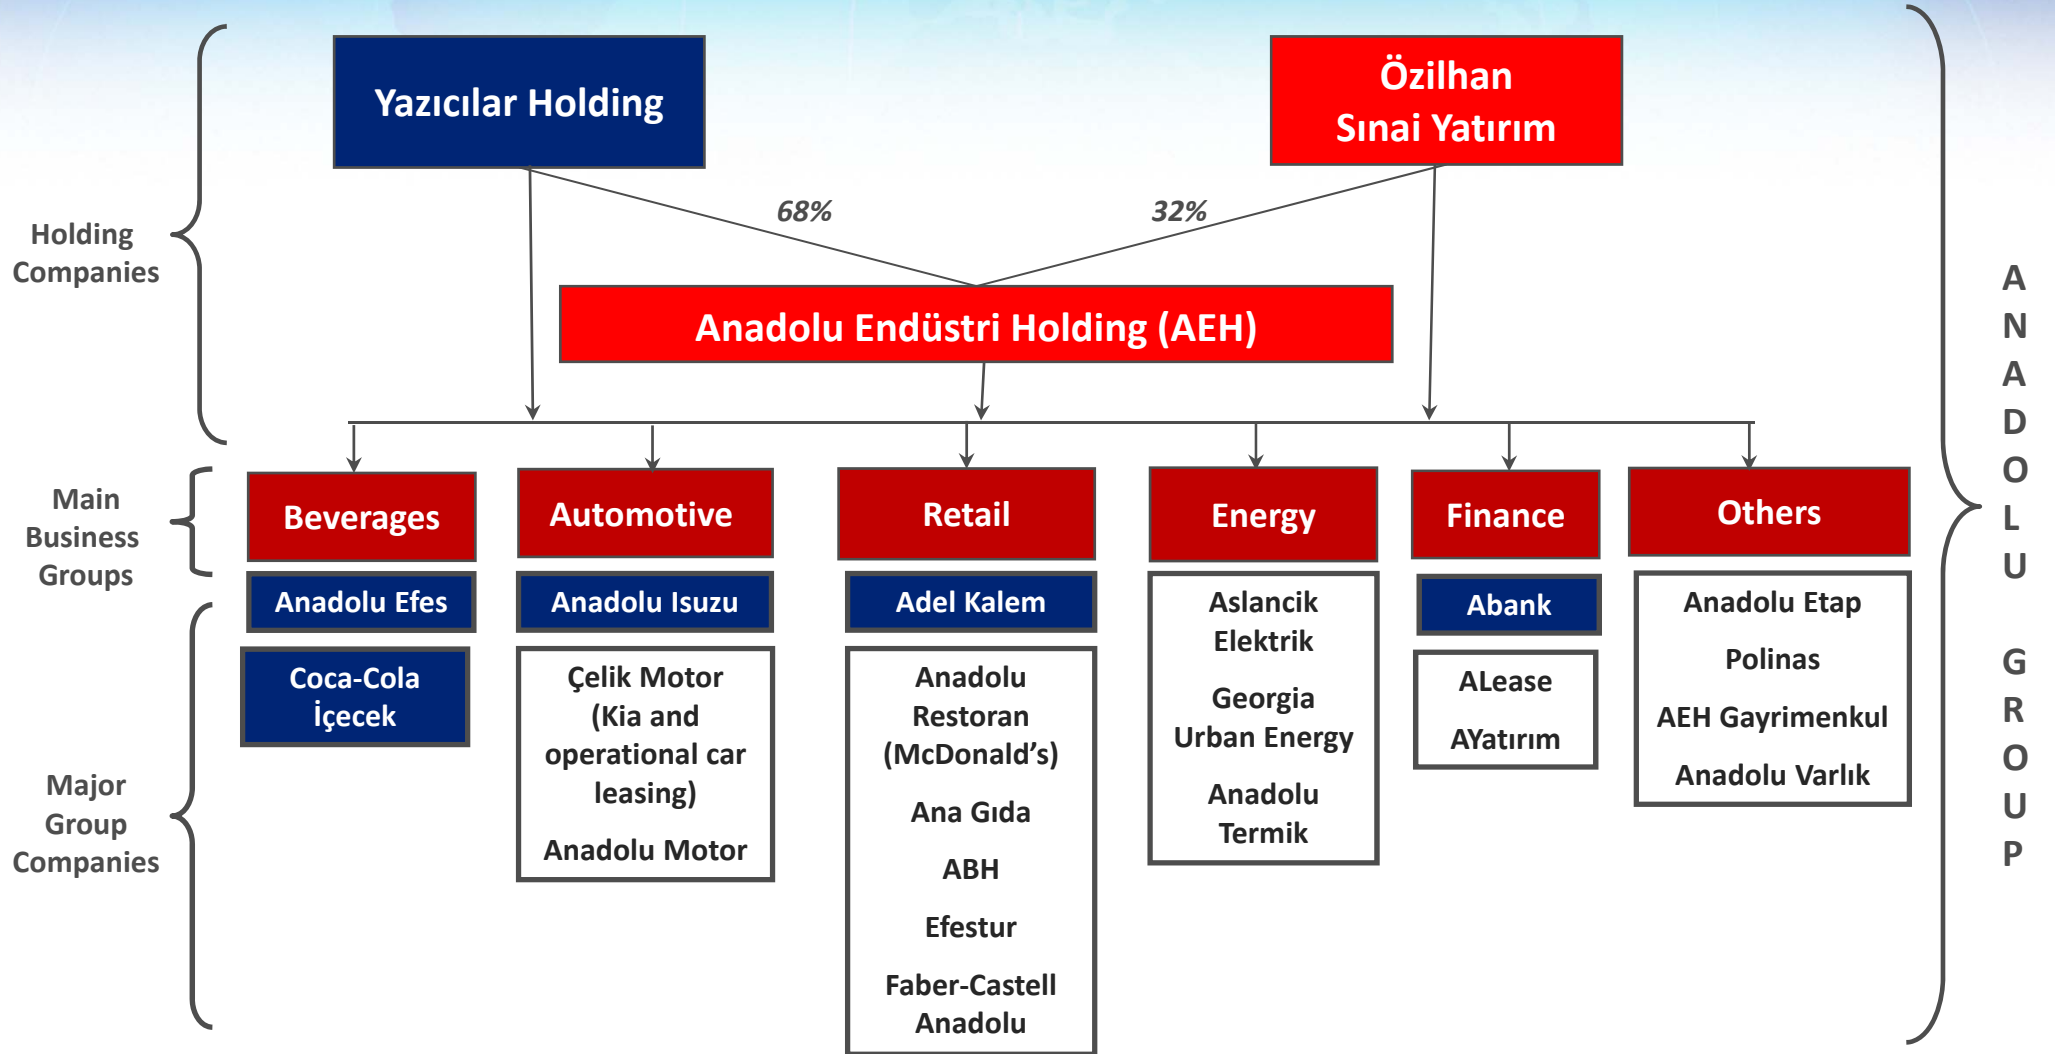 Yazıcılar Holding
Özilhan
Sınai Yatırım
68%
32%
Holding
Companies
Anadolu Endüstri Holding (AEH)
Main
Business
Groups
Beverages
Automotive
Retail
Energy
Finance
Others
Major
Group
Companies
Anadolu Efes
Coca-Cola
İçecek
Anadolu Isuzu
Çelik Motor
(Kia and
operational car
leasing)
Anadolu Motor
Adel Kalem
Anadolu
Restoran
(McDonald’s)
Ana Gıda
ABH
Efestur
Faber-Castell
Anadolu
Aslancik
Elektrik
Georgia
Urban Energy
Anadolu
Termik
Abank
ALease
AYatırım
Anadolu Etap
Polinas
AEH Gayrimenkul
Anadolu Varlık
ANADOLU GROUP